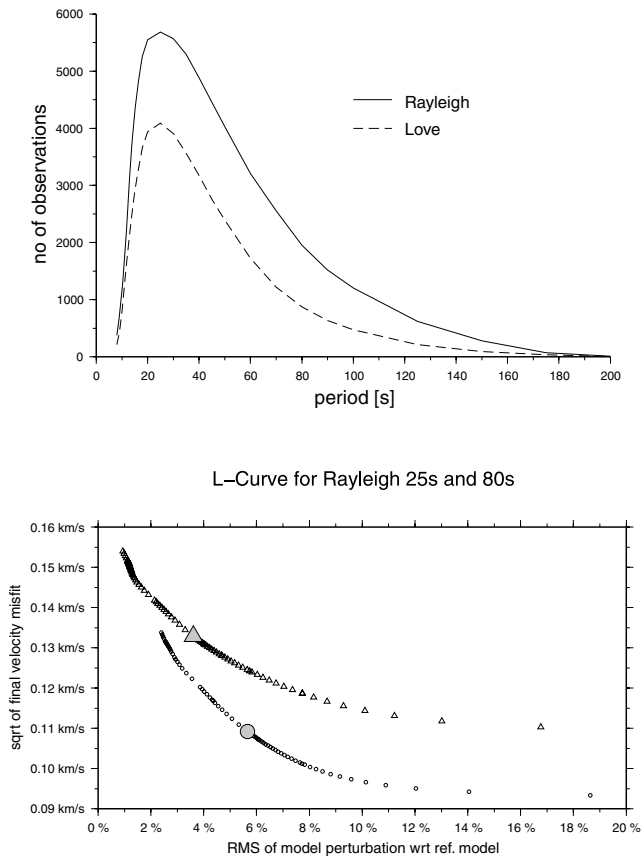 6000
5000
4000
3000
2000
1000
0
no of observations
Rayleigh
Love
0 20 40 60 80 100 120 140 160 180 200
period [s]
L−Curve for Rayleigh 25s and 80s
0.16 km/s
0.15 km/s
0.14 km/s
0.13 km/s
0.12 km/s
0.11 km/s
0.10 km/s
0.09 km/s
sqrt of final velocity misfit
0 % 2 % 4 % 6 % 8 % 10 % 12 % 14 % 16 % 18 % 20 %
RMS of model perturbation wrt ref. model